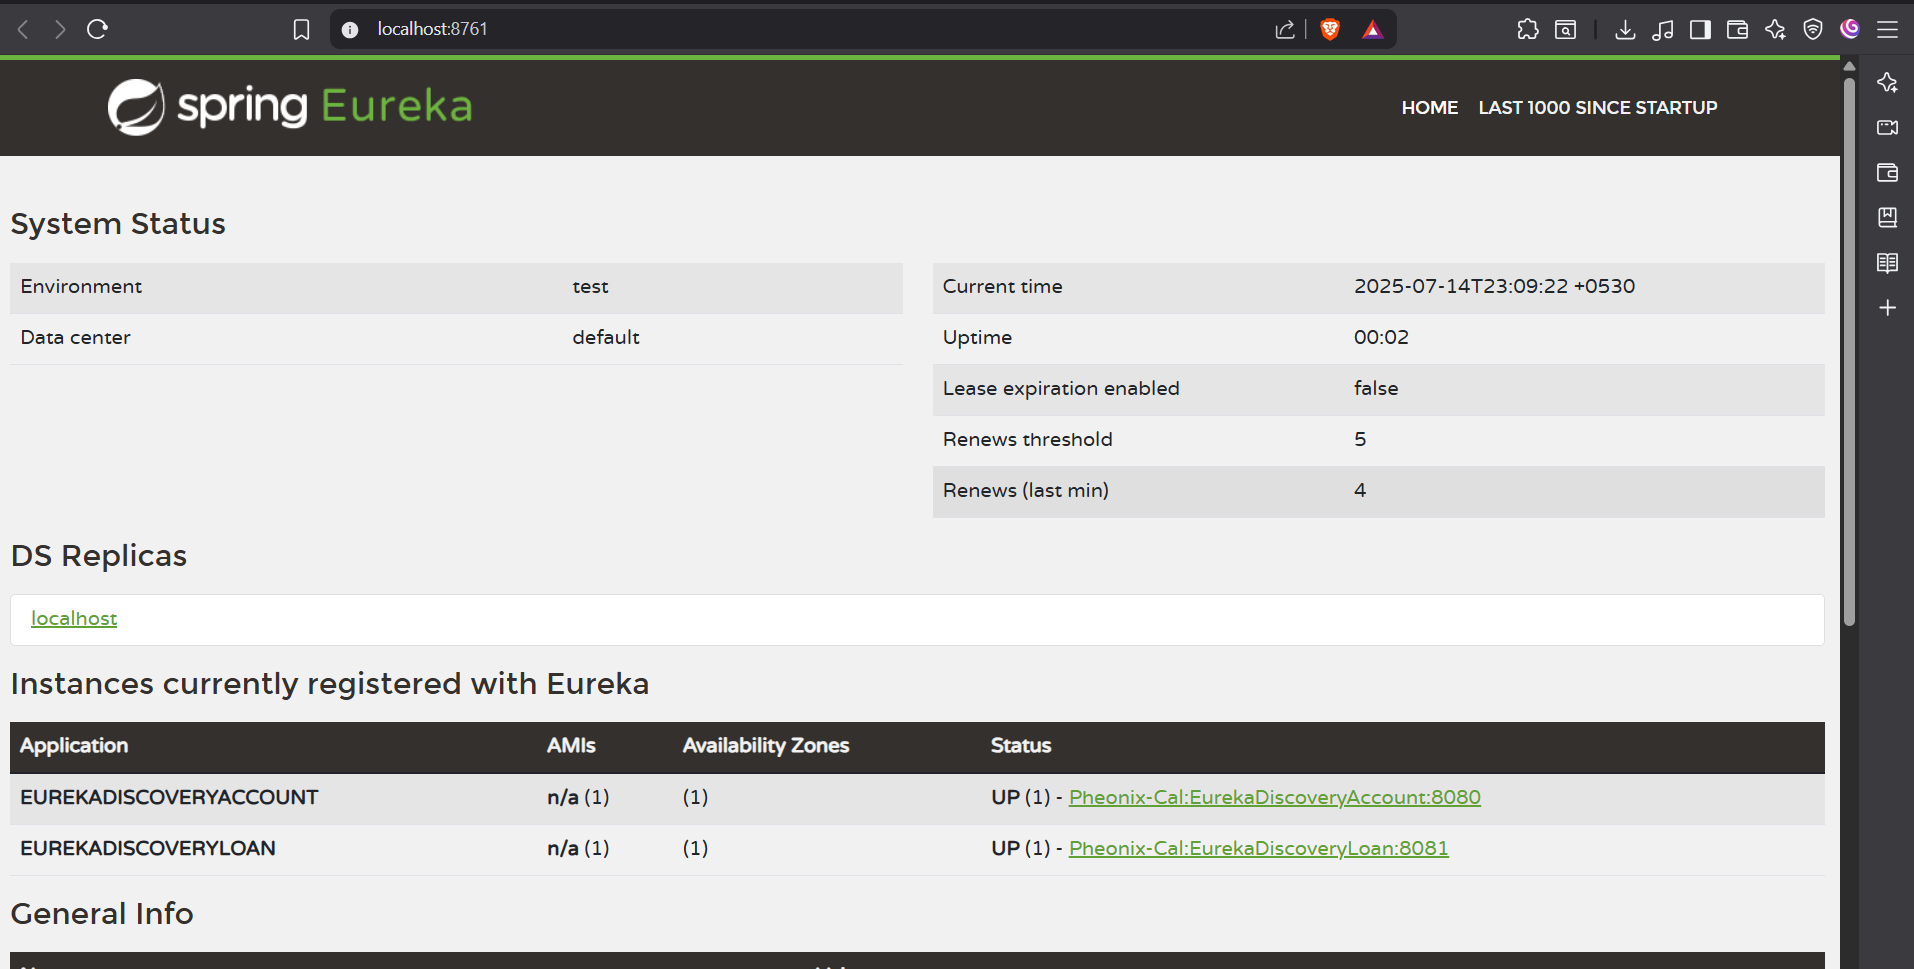 localhost:8761
spring Eureka
HOME LAST 1000 SINCE STARTUP
System Status
Environment test
Data center default
Current time 2025-07-14T23:09:22 +0530
Uptime 00:02
Lease expiration enabled false
Renews threshold 5
Renews (last min) 4
DS Replicas
localhost
Instances currently registered with Eureka
Application AMIs Availability Zones Status
EUREKADISCOVERYACCOUNT n/a (1) (1) UP (1) - Pheonix-Cal:EurekaDiscoveryAccount:8080
EUREKADISCOVERYLOAN n/a (1) (1) UP (1) - Pheonix-Cal:EurekaDiscoveryLoan:8081
General Info